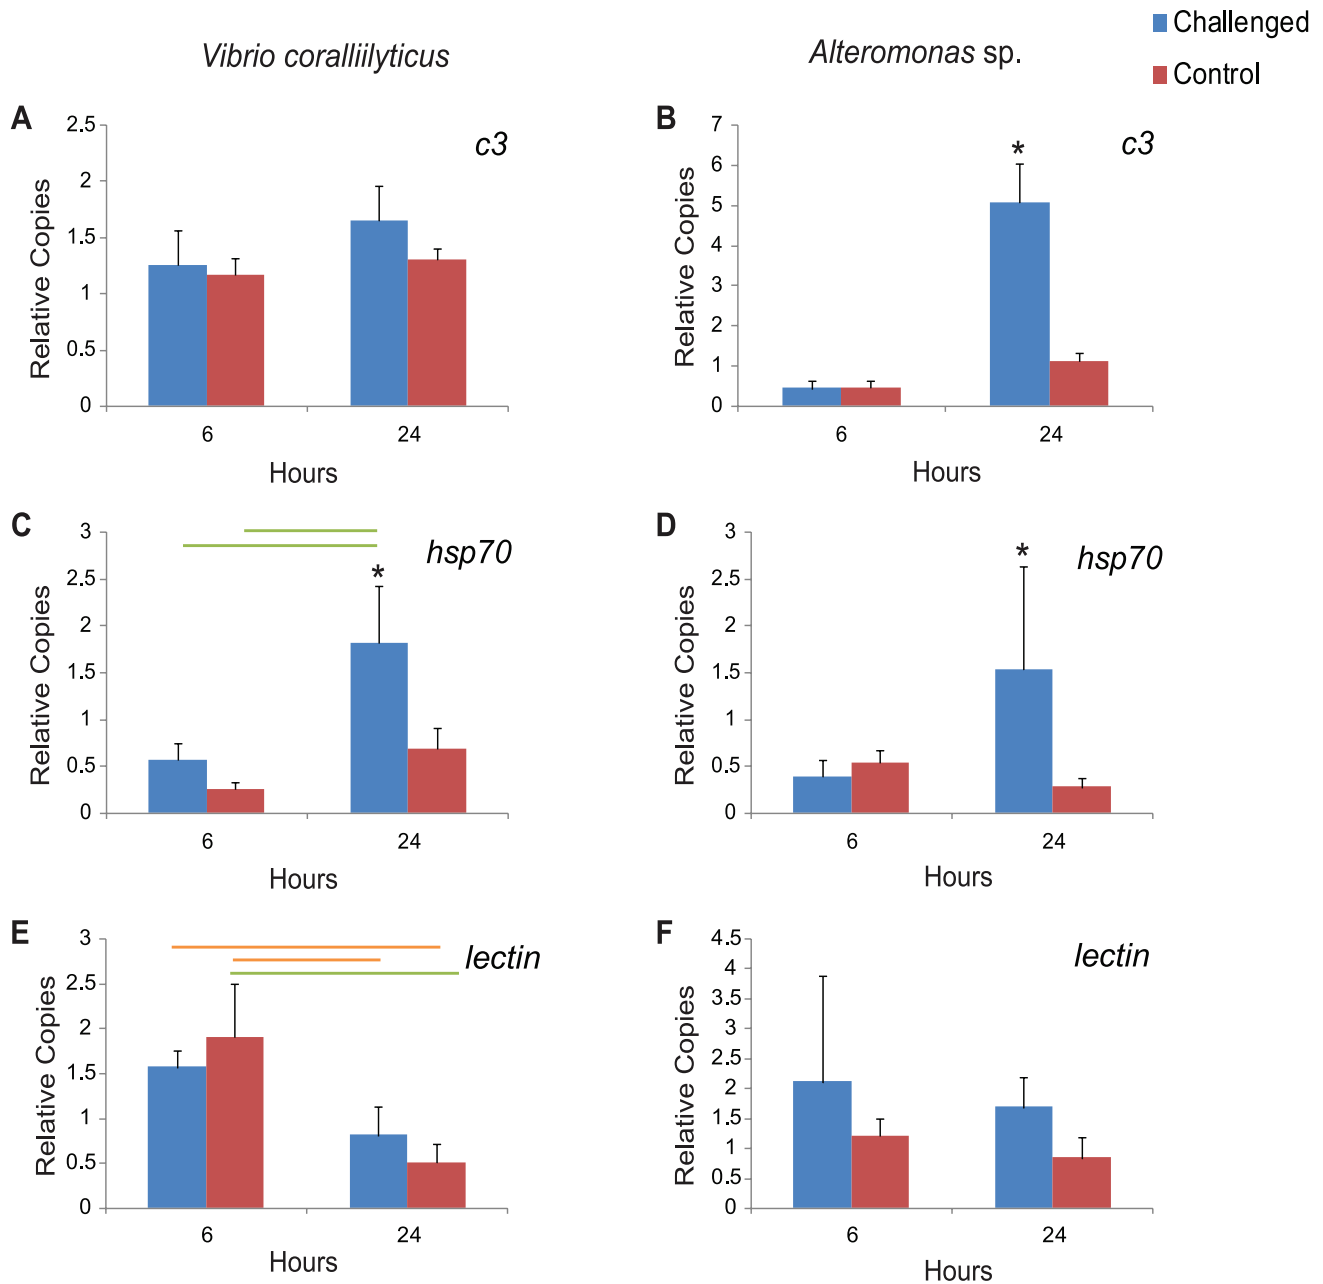 Challenged
Control
Vibrio coralliilyticus
Alteromonas sp.
A
c3
Relative Copies
2.5
2
1.5
1
0.5
0
6
24
Hours
B
c3
*
Relative Copies
7
6
5
4
3
2
1
0
6
24
Hours
C
hsp70
*
Relative Copies
3
2.5
2
1.5
1
0.5
0
6
24
Hours
D
hsp70
*
Relative Copies
3
2.5
2
1.5
1
0.5
0
6
24
Hours
E
lectin
Relative Copies
3
2.5
2
1.5
1
0.5
0
6
24
Hours
F
lectin
Relative Copies
4.5
4
3.5
3
2.5
2
1.5
1
0.5
0
6
24
Hours